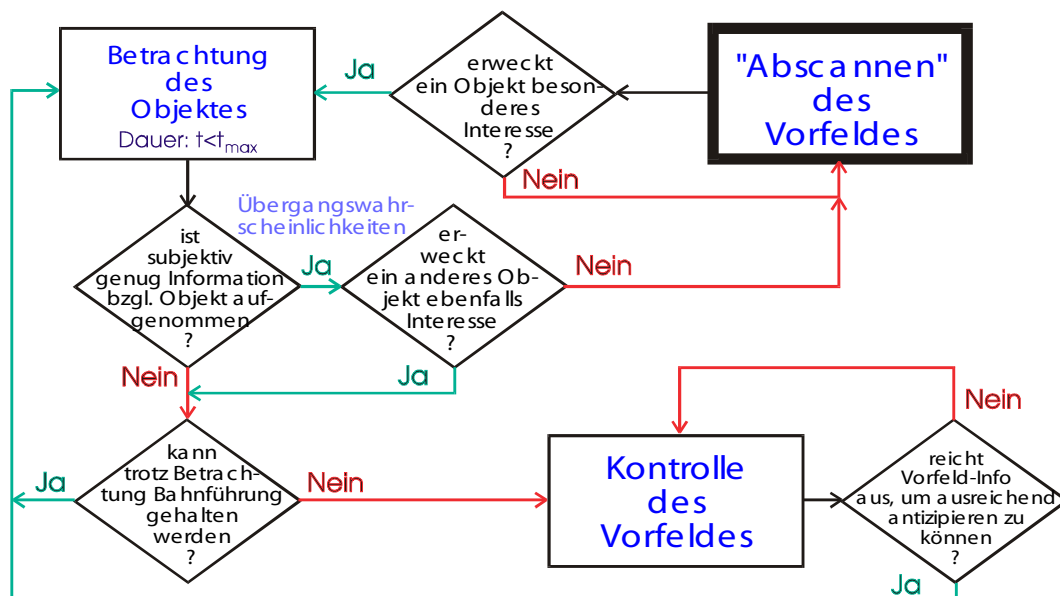 Betrachtung
des
Objektes
Dauer: t<tmax
Ja
erweckt
ein Objekt beson-
deres
Interesse
?
Nein
"Abscannen"
des
Vorfeldes
Übergangswahr-
scheinlichkeiten
ist
subjektiv
genug Information
bzgl. Objekt auf-
genommen
?
Ja
er-
weckt
ein anderes Ob-
jekt ebenfalls
Interesse
?
Nein
Nein
Ja
kann
trotz Betrach-
tung Bahnführung
gehalten
werden
?
Ja
Nein
Kontrolle
des
Vorfeldes
Nein
reicht
Vorfeld-Info
aus, um ausreichend
antizipieren zu
können
?
Ja